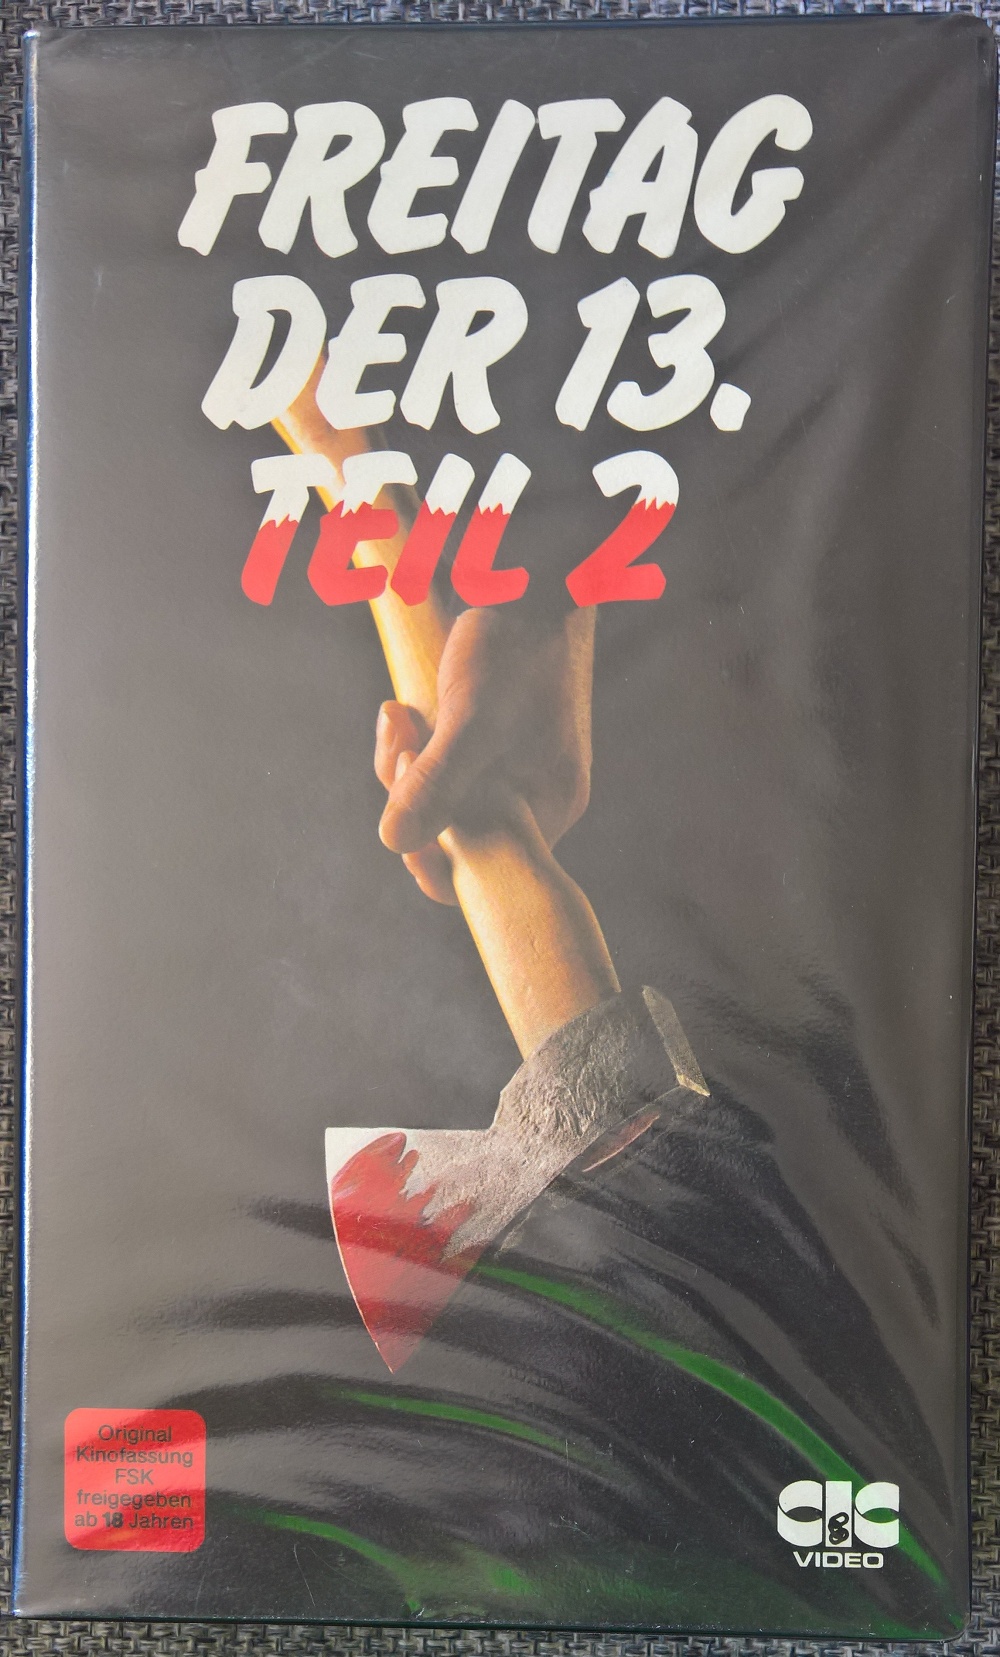 FREITAG
DER 13.
TEIL 2
Original
Kinofassung
FSK
freigegeben
ab 18 Jahren
CIC
VIDEO